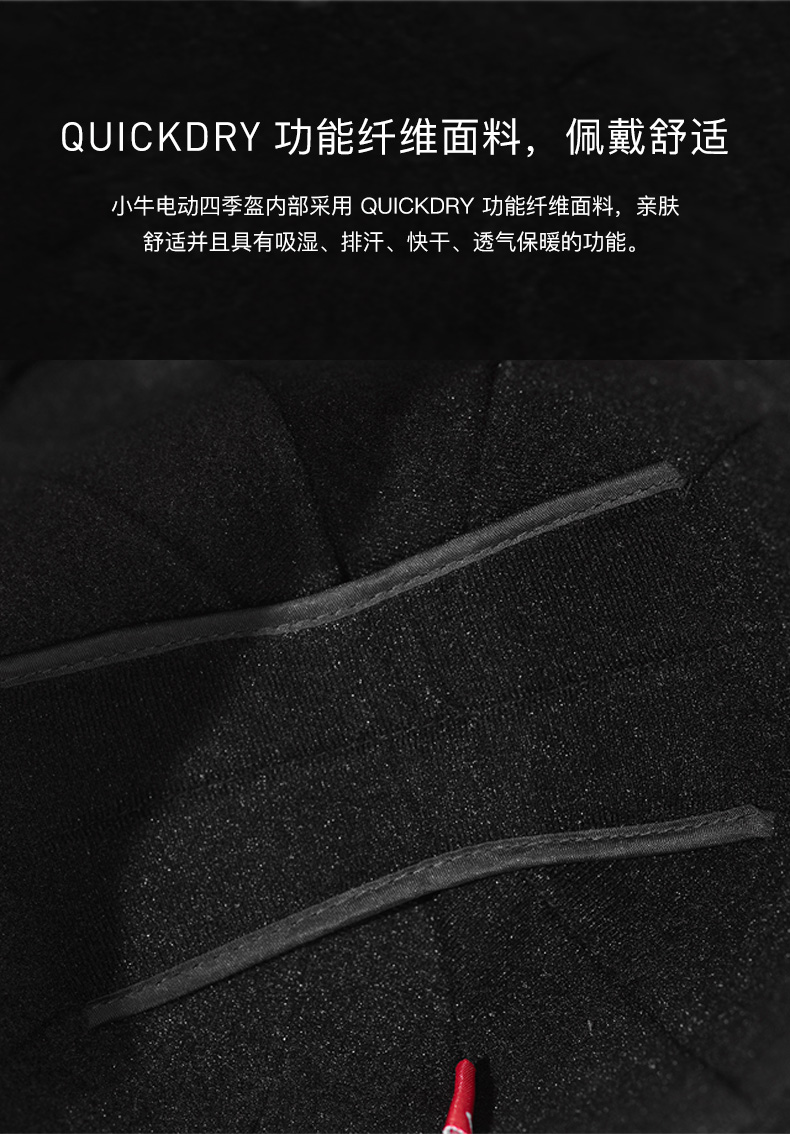 QUICKDRY 功能纤维面料，佩戴舒适
小牛电动四季盔内部采用 QUICKDRY 功能纤维面料，亲肤
舒适并且具有吸湿、排汗、快干、透气保暖的功能。